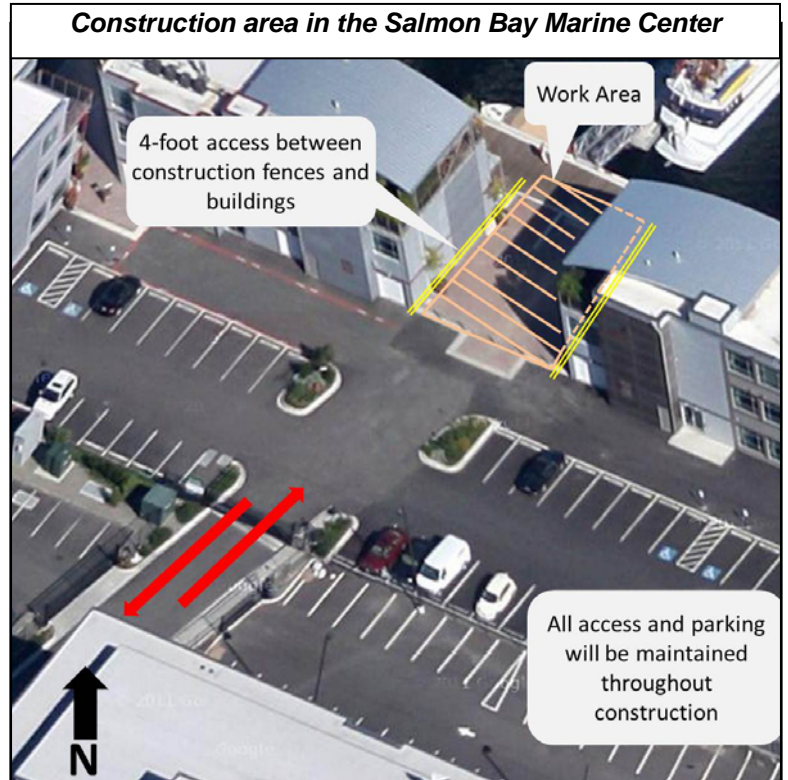 Construction area in the Salmon Bay Marine Center
Work Area
4-foot access between
construction fences and
buildings
All access and parking
will be maintained
throughout
construction
N
Google